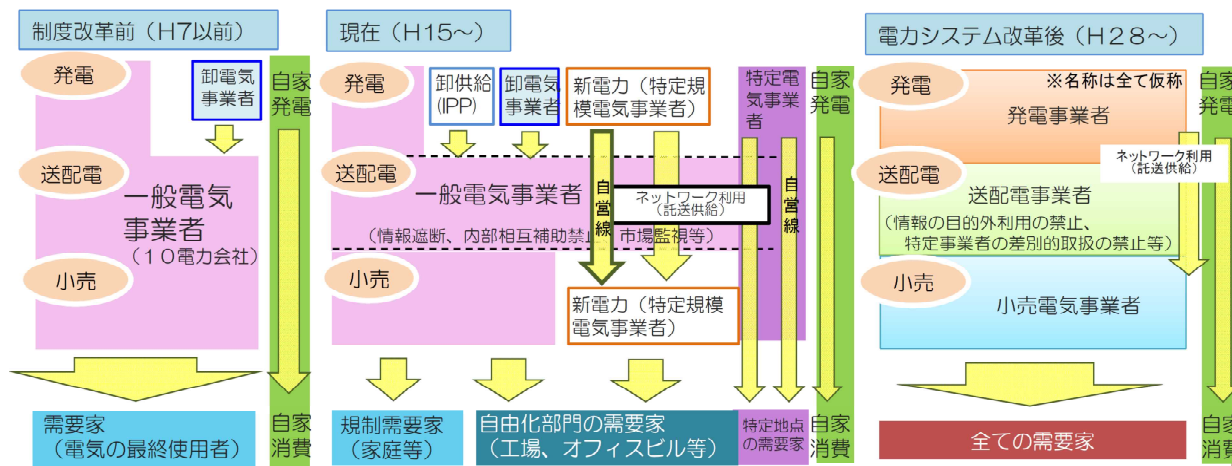 制度改革前（H7以前）
発電
卸電気
事業者
自家
発電
送配電
一般電気
事業者
（１０電力会社）
小売
需要家
（電気の最終使用者）
自家
消費
現在（H15～）
発電
卸供給
(IPP)
卸電気
事業者
新電力（特定規
模電気事業者）
特定電
気事業
者
自家
発電
送配電
一般電気事業者
自営線
ネットワーク利用
（託送供給）
自営線
（情報遮断、内部相互補助禁止、市場監視等）
小売
新電力（特定規模
電気事業者）
規制需要家
（家庭等）
自由化部門の需要家
（工場、オフィスビル等）
特定地点
の需要家
自家
消費
電力システム改革後（H２８～）
発電
※名称は全て仮称
発電事業者
自家
発電
ネットワーク利用
（託送供給）
送配電
送配電事業者
（情報の目的外利用の禁止、
特定事業者の差別的取扱の禁止等）
小売
小売電気事業者
全ての需要家
自家
消費